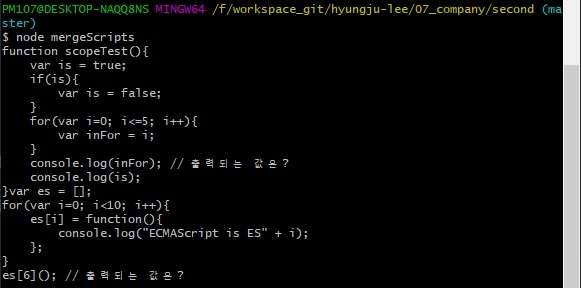 PM107@DESKTOP-NAQQ8NS MINGW64 /f/workspace_git/hyungju-lee/07_company/second (ma
ster)
$ node mergeScripts
function scopeTest(){
    var is = true;
    if(is){
        var is = false;
    }
    for(var i=0; i<=5; i++){
        var inFor = i;
    }
    console.log(inFor); // 출력되는 값은?
    console.log(is);
}var es = [];
for(var i=0; i<10; i++){
    es[i] = function(){
        console.log("ECMAScript is ES" + i);
    };
}
es[6](); // 출력되는 값은?